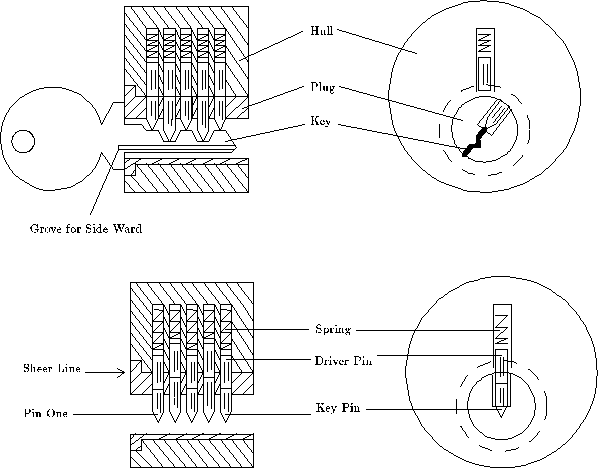 Hull
Plug
Key
Grove for Side Ward
Spring
Driver Pin
Sheer Line
Pin One
Key Pin